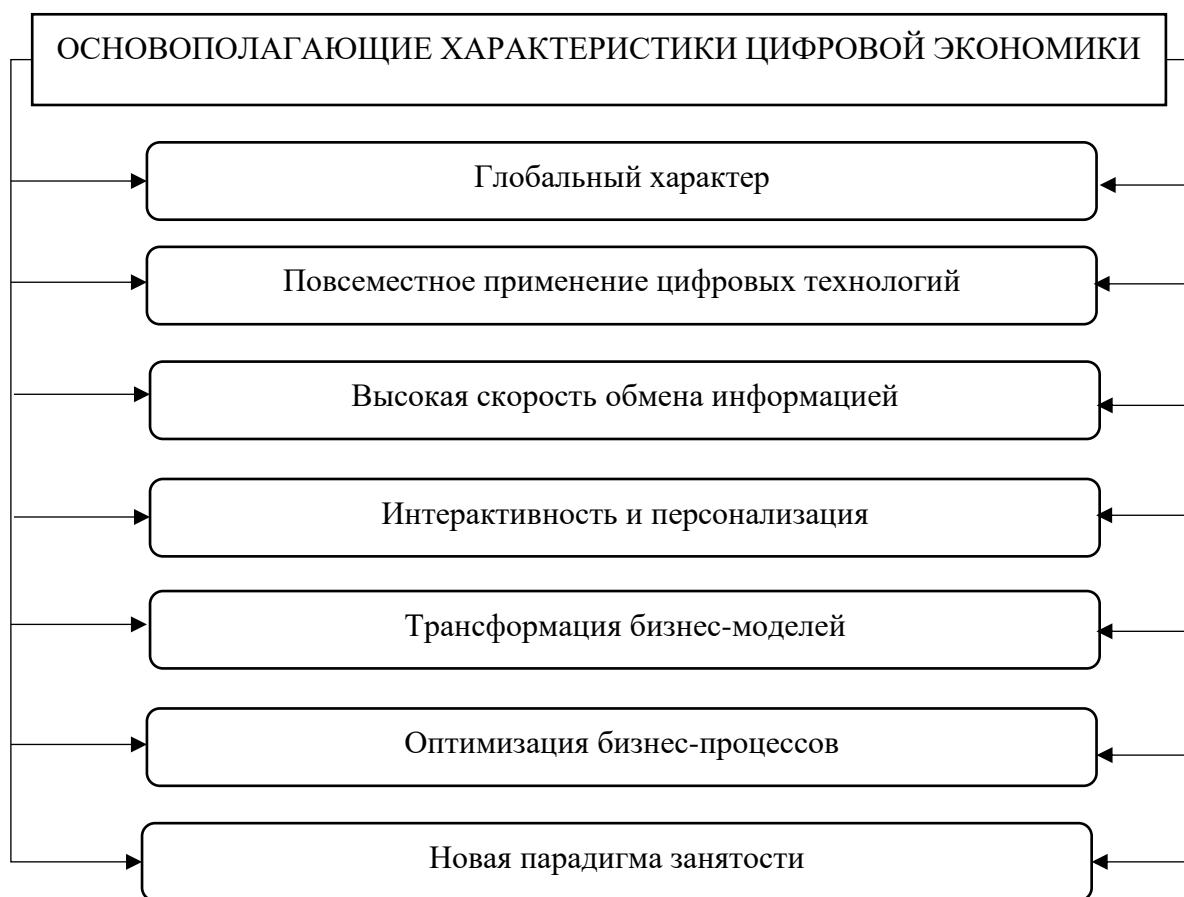 ОСНОВОПОЛАГАЮЩИЕ ХАРАКТЕРИСТИКИ ЦИФРОВОЙ ЭКОНОМИКИ
Глобальный характер
Повсеместное применение цифровых технологий
Высокая скорость обмена информацией
Интерактивность и персонализация
Трансформация бизнес-моделей
Оптимизация бизнес-процессов
Новая парадигма занятости